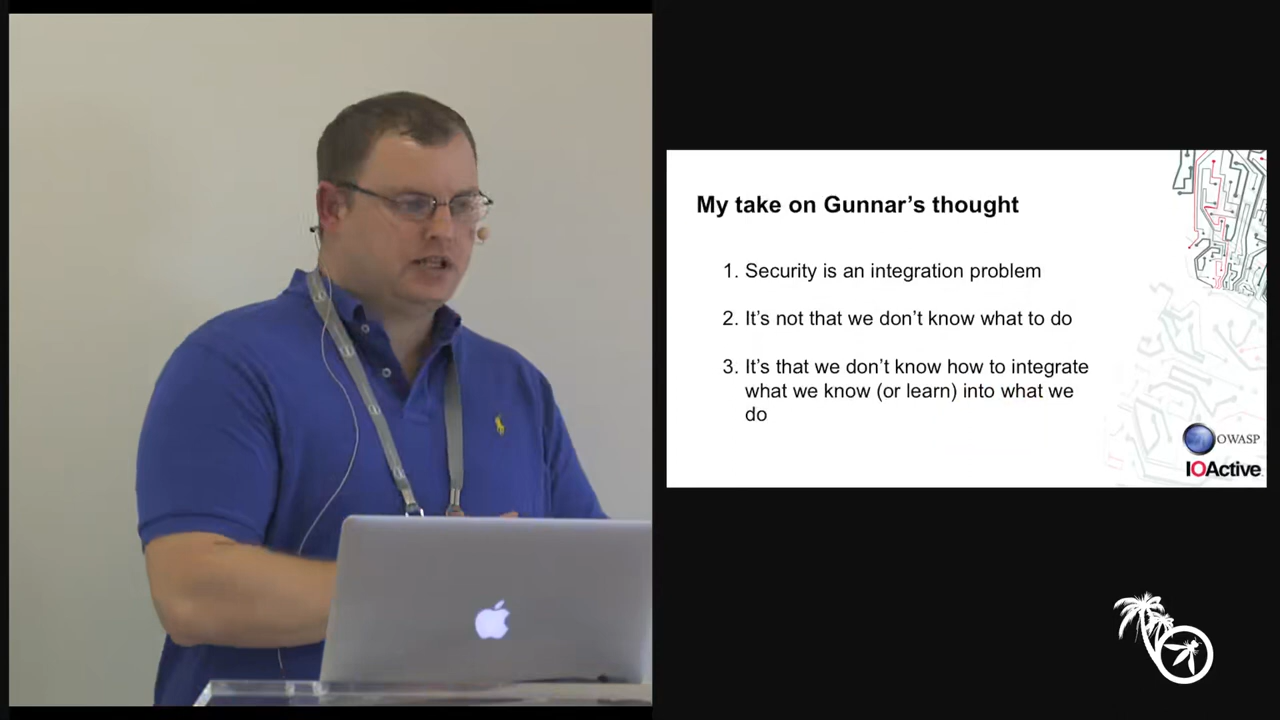 My take on Gunnar's thought
1. Security is an integration problem
2. It's not that we don't know what to do
3. It's that we don't know how to integrate
what we know (or learn) into what we
do
OWASP
IOActive